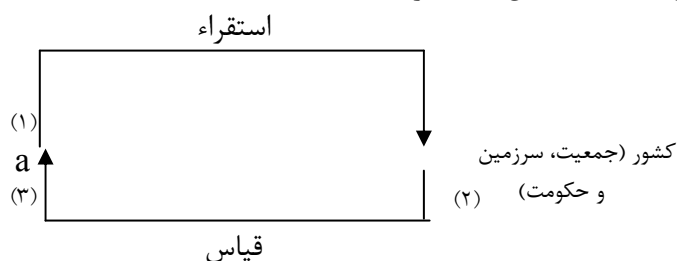 استقراء
(۱)
a
(۳)
کشور (جمعیت، سرزمین
و حکومت)
(۲)
قیاس